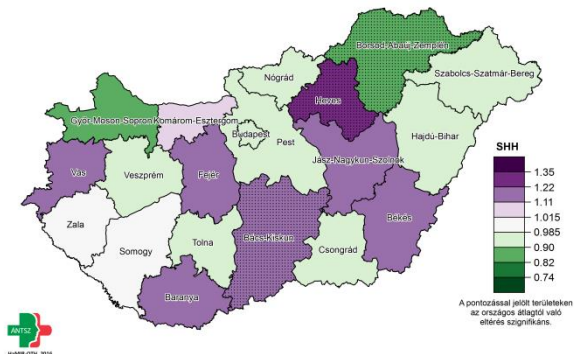 Borsod-Abaúj-Zemplén
Szabolcs-Szatmár-Bereg
Nógrád
Heves
Győr-Moson-Sopron
Komárom-Esztergom
Hajdú-Bihar
Budapest
Pest
Jász-Nagykun-Szolnok
Vas
Veszprém
Fejér
Békés
Zala
Somogy
Tolna
Bács-Kiskun
Csongrád
Baranya
SHH
1.35
1.22
1.11
1.015
0.985
0.90
0.82
0.74
A pontozással jelölt területeken
az országos átlagtól való
eltérés szignifikáns.
ANTSZ